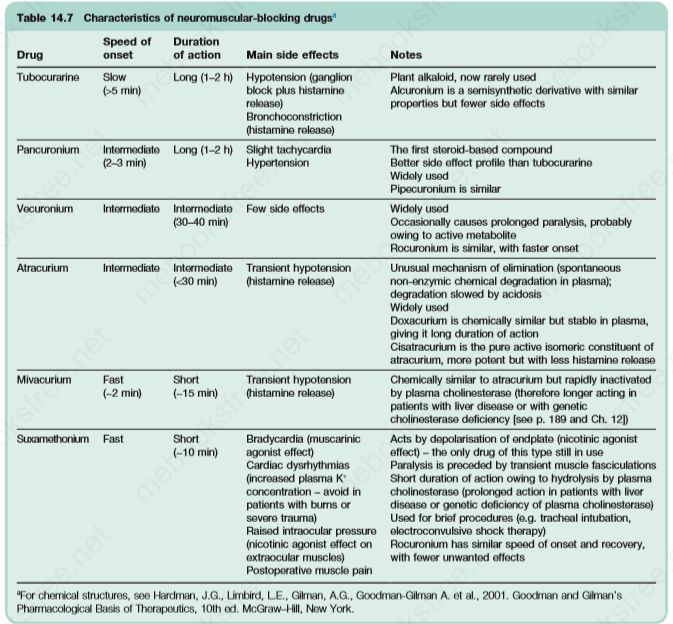 Table 14.7 Characteristics of neuromuscular-blocking drugsᵃ
Drug
Speed of
onset
Duration
of action
Main side effects
Notes
Tubocurarine
Slow
(>5 min)
Long (1–2 h)
Hypotension (ganglion
block plus histamine
release)
Bronchoconstriction
(histamine release)
Plant alkaloid, now rarely used
Alcuronium is a semisynthetic derivative with similar
properties but fewer side effects
Pancuronium
Intermediate
(2–3 min)
Long (1–2 h)
Slight tachycardia
Hypertension
The first steroid-based compound
Better side effect profile than tubocurarine
Widely used
Pipecuronium is similar
Vecuronium
Intermediate
Intermediate
(30–40 min)
Few side effects
Widely used
Occasionally causes prolonged paralysis, probably
owing to active metabolite
Rocuronium is similar, with faster onset
Atracurium
Intermediate
Intermediate
(<30 min)
Transient hypotension
(histamine release)
Unusual mechanism of elimination (spontaneous
non-enzymic chemical degradation in plasma);
degradation slowed by acidosis
Widely used
Doxacurium is chemically similar but stable in plasma,
giving it long duration of action
Cisatracurium is the pure active isomeric constituent of
atracurium, more potent but with less histamine release
Mivacurium
Fast
(~2 min)
Short
(~15 min)
Transient hypotension
(histamine release)
Chemically similar to atracurium but rapidly inactivated
by plasma cholinesterase (therefore longer acting in
patients with liver disease or with genetic
cholinesterase deficiency [see p. 189 and Ch. 12])
Suxamethonium
Fast
Short
(~10 min)
Bradycardia (muscarinic
agonist effect)
Cardiac dysrhythmias
(increased plasma K⁺
concentration – avoid in
patients with burns or
severe trauma)
Raised intraocular pressure
(nicotinic agonist effect on
extraocular muscles)
Postoperative muscle pain
Acts by depolarisation of endplate (nicotinic agonist
effect) – the only drug of this type still in use
Paralysis is preceded by transient muscle fasciculations
Short duration of action owing to hydrolysis by plasma
cholinesterase (prolonged action in patients with liver
disease or genetic deficiency of plasma cholinesterase)
Used for brief procedures (e.g. tracheal intubation,
electroconvulsive shock therapy)
Rocuronium has similar speed of onset and recovery,
with fewer unwanted effects
ᵃFor chemical structures, see Hardman, J.G., Limbird, L.E., Gilman, A.G., Goodman-Gilman A. et al., 2001. Goodman and Gilman's
Pharmacological Basis of Therapeutics, 10th ed. McGraw–Hill, New York.